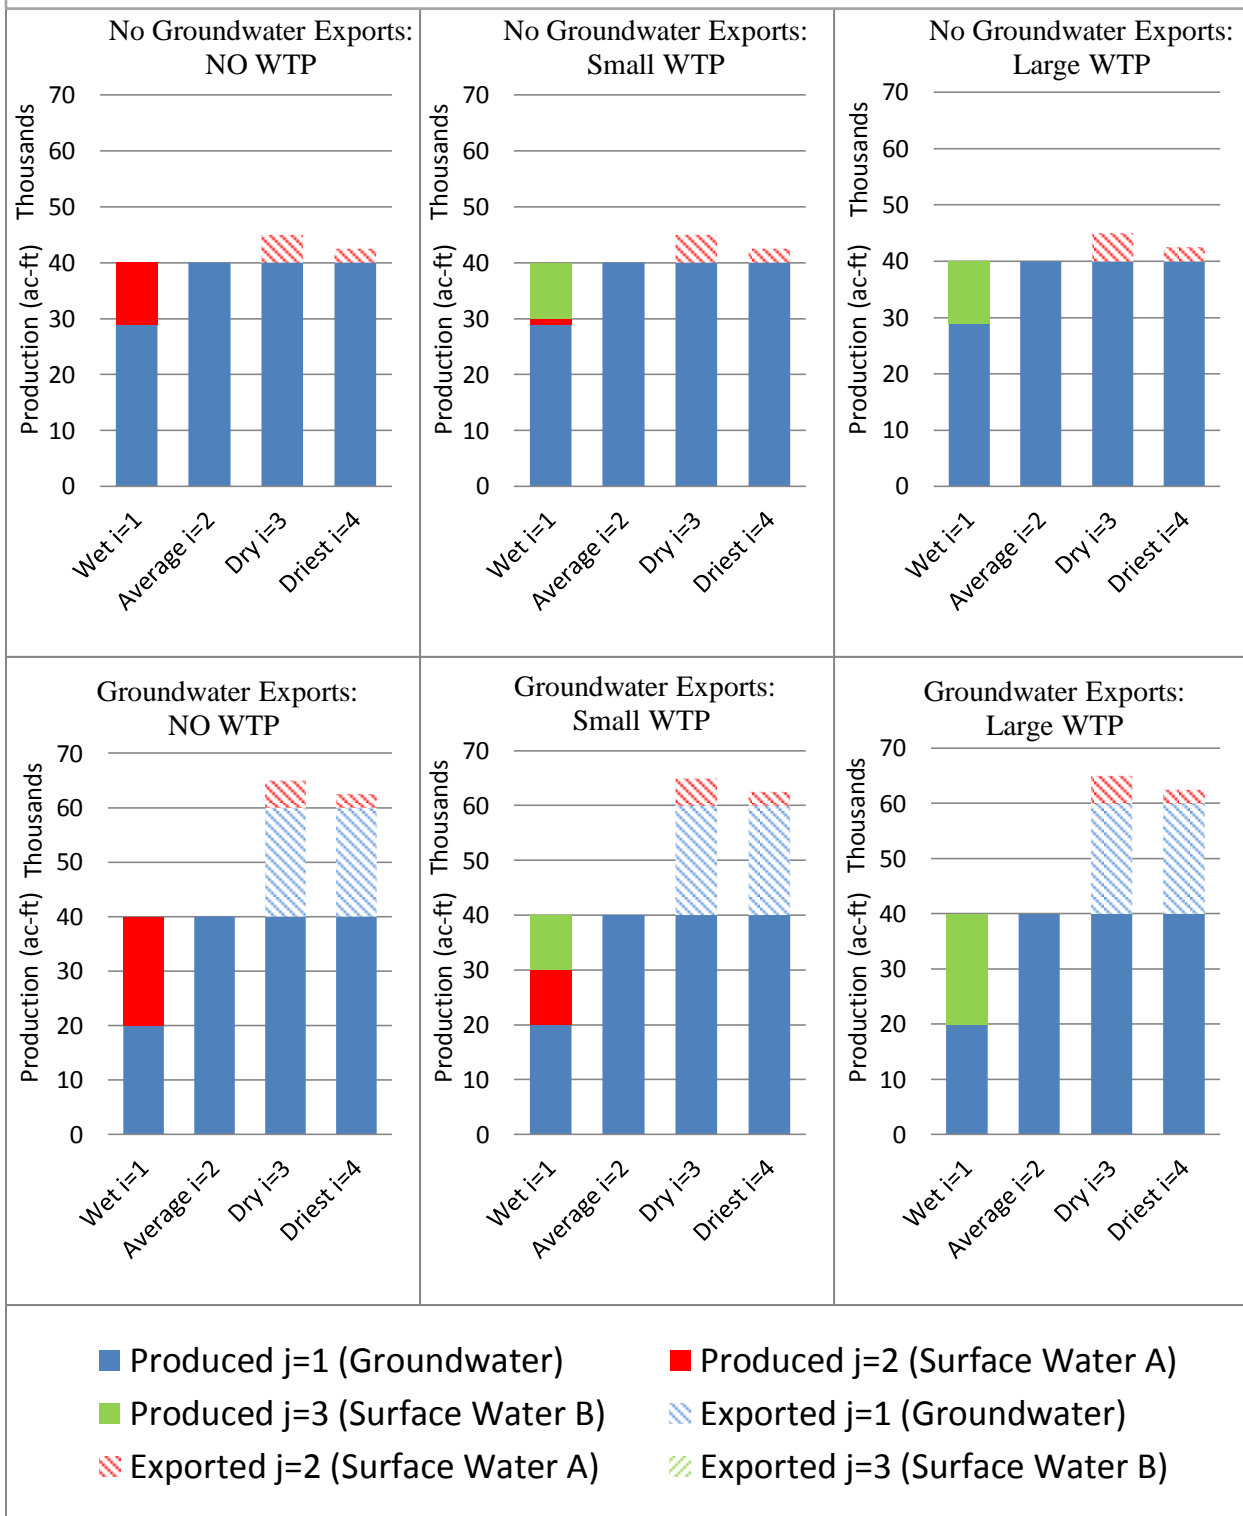 No Groundwater Exports:
NO WTP
Production (ac-ft) Thousands
70
60
50
40
30
20
10
0
Wet i=1
Average i=2
Dry i=3
Driest i=4
No Groundwater Exports:
Small WTP
Production (ac-ft) Thousands
70
60
50
40
30
20
10
0
Wet i=1
Average i=2
Dry i=3
Driest i=4
No Groundwater Exports:
Large WTP
Production (ac-ft) Thousands
70
60
50
40
30
20
10
0
Wet i=1
Average i=2
Dry i=3
Driest i=4
Groundwater Exports:
NO WTP
Production (ac-ft) Thousands
70
60
50
40
30
20
10
0
Wet i=1
Average i=2
Dry i=3
Driest i=4
Groundwater Exports:
Small WTP
Production (ac-ft) Thousands
70
60
50
40
30
20
10
0
Wet i=1
Average i=2
Dry i=3
Driest i=4
Groundwater Exports:
Large WTP
Production (ac-ft) Thousands
70
60
50
40
30
20
10
0
Wet i=1
Average i=2
Dry i=3
Driest i=4
Produced j=1 (Groundwater)
Produced j=2 (Surface Water A)
Produced j=3 (Surface Water B)
Exported j=1 (Groundwater)
Exported j=2 (Surface Water A)
Exported j=3 (Surface Water B)